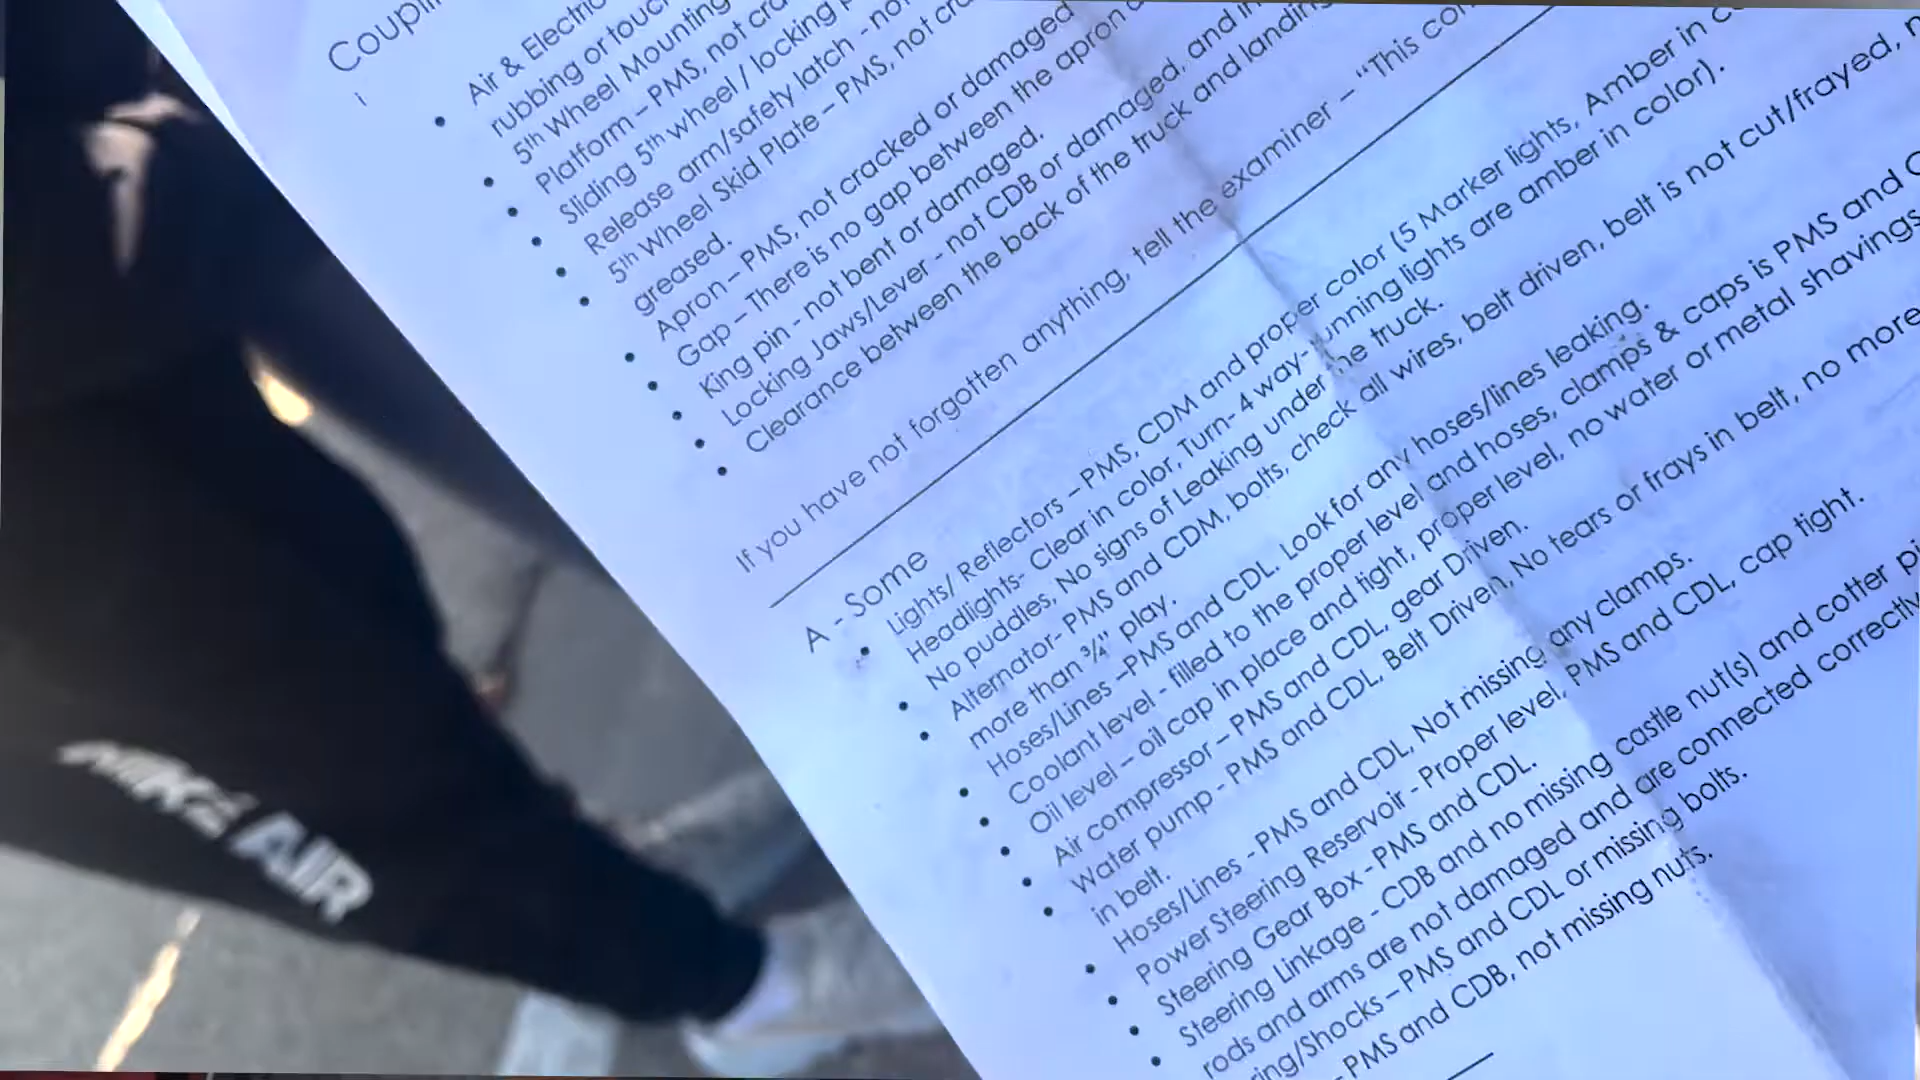 Air & Electric
rubbing or touc
5th Wheel Mounting
Platform – PMS, not cra
Sliding 5th wheel / locking
Release arm/safety latch - not
5th Wheel Skid Plate – PMS, not cra
greased.
Apron – PMS, not cracked or damaged
Gap – There is no gap between the apron
King pin - not bent or damaged.
Locking Jaws/Lever - not CDB or damaged, and in
Clearance between the back of the truck and landing
If you have not forgotten anything, tell the examiner – "This con
A - Some
Lights/ Reflectors – PMS, CDM and proper color (5 Marker lights, Amber in co
Headlights- Clear in color, Turn- 4 way- running lights are amber in color).
No puddles, No signs of Leaking under the truck.
Alternator- PMS and CDM, bolts, check all wires, belt driven, belt is not cut/frayed, n
more than ¾" play.
Hoses/Lines –PMS and CDL. Look for any hoses/lines leaking.
Coolant level - filled to the proper level and hoses, clamps & caps is PMS and C
Oil level – oil cap in place and tight, proper level, no water or metal shavings
Air compressor – PMS and CDL, gear Driven.
Water pump - PMS and CDL, Belt Driven, No tears or frays in belt, no more
in belt.
Hoses/Lines - PMS and CDL, Not missing any clamps.
Power Steering Reservoir - Proper level, PMS and CDL, cap tight.
Steering Gear Box - PMS and CDL.
Steering Linkage - CDB and no missing castle nut(s) and cotter pi
rods and arms are not damaged and are connected correctly
ring/Shocks – PMS and CDL or missing bolts.
- PMS and CDB, not missing nuts.
NIKE AIR